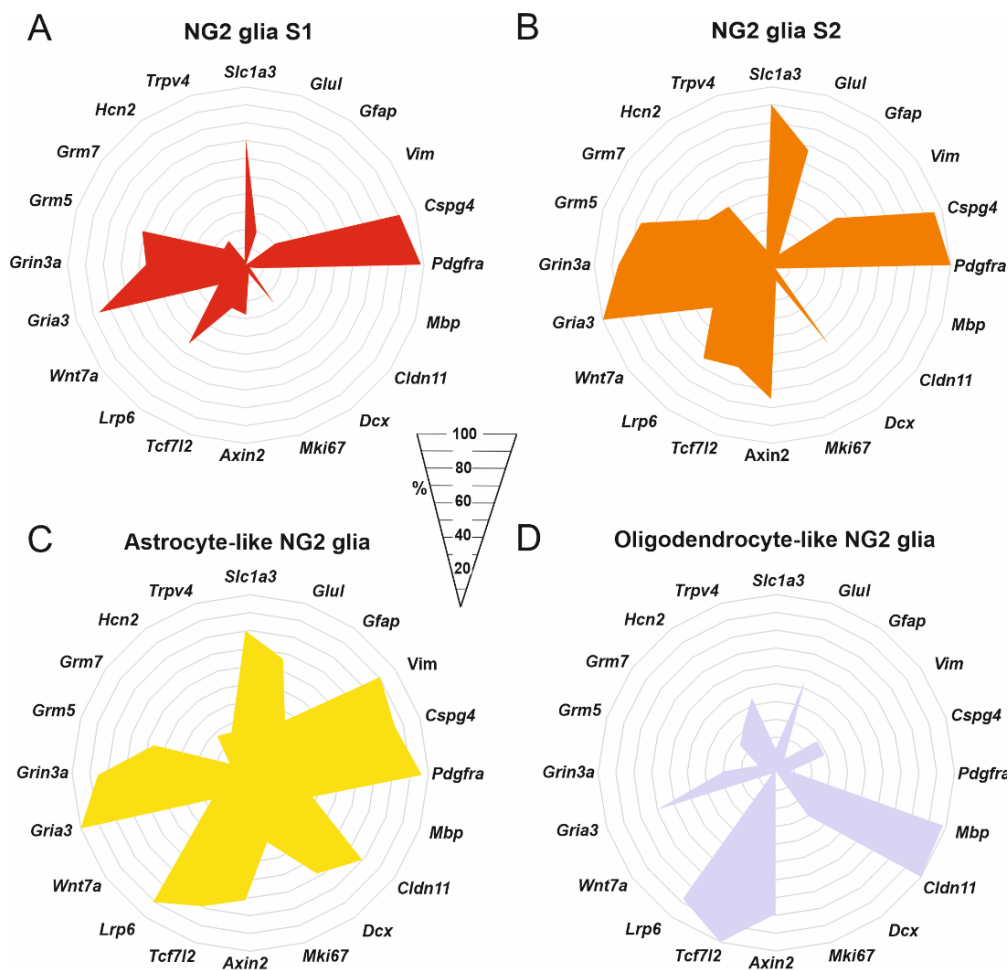 A
NG2 glia S1
Slc1a3
Glul
Gfap
Vim
Cspg4
Pdgfra
Mbp
Cldn11
Dcx
Mki67
Axin2
Tcf7l2
Lrp6
Wnt7a
Gria3
Grin3a
Grm5
Grm7
Hcn2
Trpv4
B
NG2 glia S2
Slc1a3
Glul
Gfap
Vim
Cspg4
Pdgfra
Mbp
Cldn11
Dcx
Mki67
Axin2
Tcf7l2
Lrp6
Wnt7a
Gria3
Grin3a
Grm5
Grm7
Hcn2
Trpv4
100
80
%
60
40
20
C
Astrocyte-like NG2 glia
Slc1a3
Glul
Gfap
Vim
Cspg4
Pdgfra
Mbp
Cldn11
Dcx
Mki67
Axin2
Tcf7l2
Lrp6
Wnt7a
Gria3
Grin3a
Grm5
Grm7
Hcn2
Trpv4
D
Oligodendrocyte-like NG2 glia
Slc1a3
Glul
Gfap
Vim
Cspg4
Pdgfra
Mbp
Cldn11
Dcx
Mki67
Axin2
Tcf7l2
Lrp6
Wnt7a
Gria3
Grin3a
Grm5
Grm7
Hcn2
Trpv4